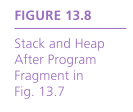 FIGURE 13.8
Stack and Heap
After Program
Fragment in
Fig. 13.7